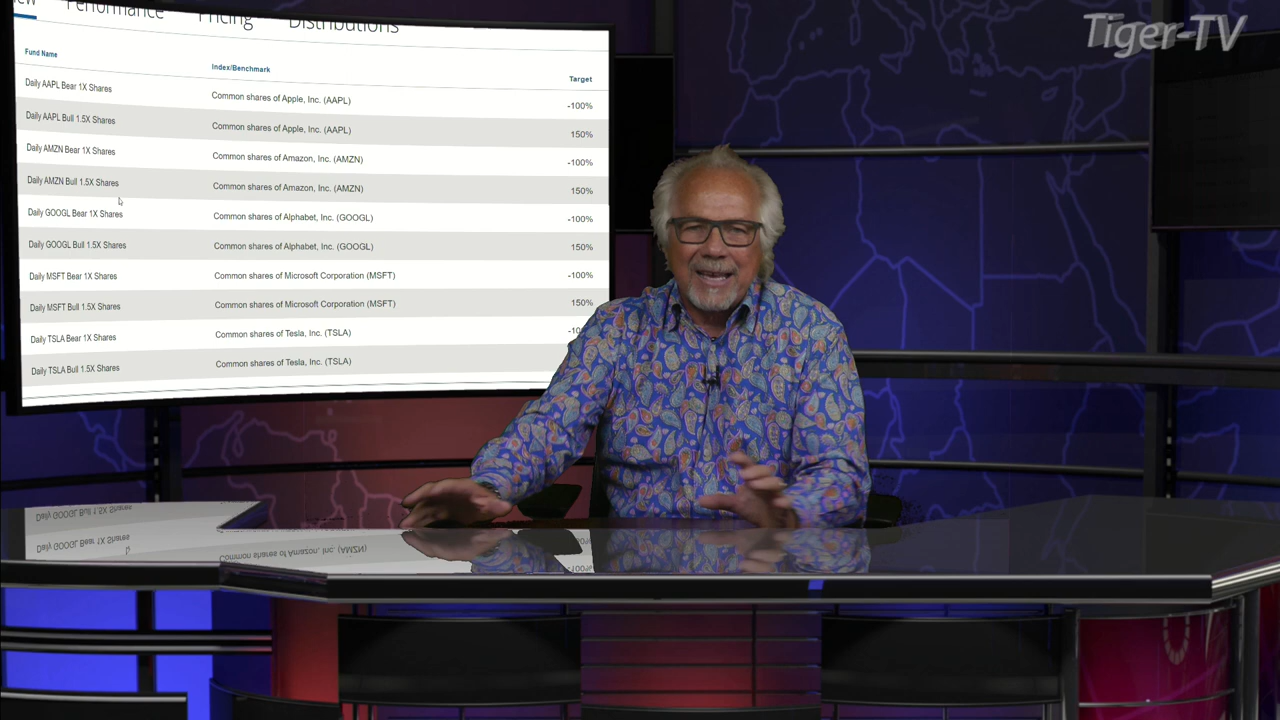 Performance Pricing Distributions
Tiger-TV
Fund Name Index/Benchmark Target
Daily AAPL Bear 1X Shares Common shares of Apple, Inc. (AAPL) -100%
Daily AAPL Bull 1.5X Shares Common shares of Apple, Inc. (AAPL) 150%
Daily AMZN Bear 1X Shares Common shares of Amazon, Inc. (AMZN) -100%
Daily AMZN Bull 1.5X Shares Common shares of Amazon, Inc. (AMZN) 150%
Daily GOOGL Bear 1X Shares Common shares of Alphabet, Inc. (GOOGL) -100%
Daily GOOGL Bull 1.5X Shares Common shares of Alphabet, Inc. (GOOGL) 150%
Daily MSFT Bear 1X Shares Common shares of Microsoft Corporation (MSFT) -100%
Daily MSFT Bull 1.5X Shares Common shares of Microsoft Corporation (MSFT) 150%
Daily TSLA Bear 1X Shares Common shares of Tesla, Inc. (TSLA)
Daily TSLA Bull 1.5X Shares Common shares of Tesla, Inc. (TSLA)